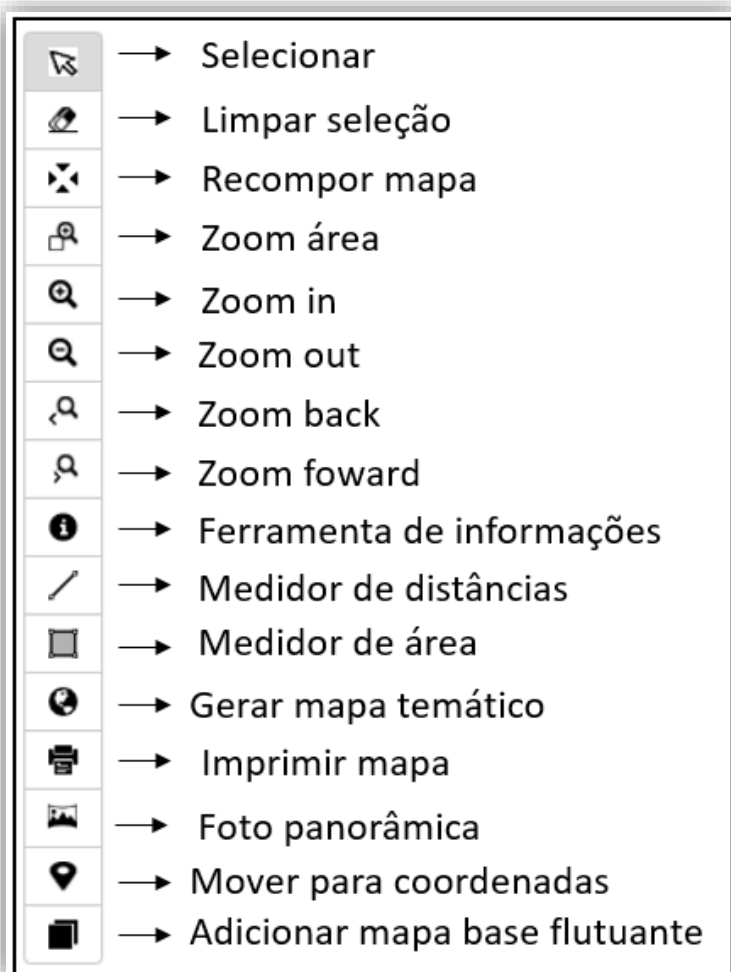 Selecionar
Limpar seleção
Recompor mapa
Zoom área
Zoom in
Zoom out
Zoom back
Zoom foward
Ferramenta de informações
Medidor de distâncias
Medidor de área
Gerar mapa temático
Imprimir mapa
Foto panorâmica
Mover para coordenadas
Adicionar mapa base flutuante